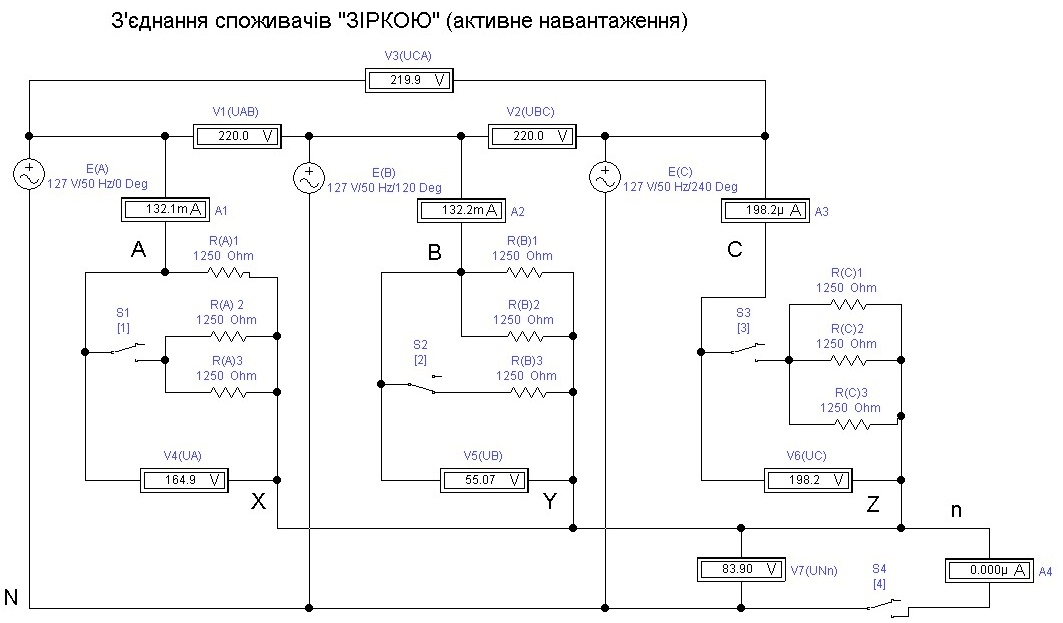 З'єднання споживачів "ЗІРКОЮ" (активне навантаження)
V3(UCA)
219.9 V
V1(UAB)
220.0 V
V2(UBC)
220.0 V
E(A)
127 V/50 Hz/0 Deg
E(B)
127 V/50 Hz/120 Deg
E(C)
127 V/50 Hz/240 Deg
132.1mA A1
132.2mA A2
198.2µ A A3
A
R(A)1
1250 Ohm
B
R(B)1
1250 Ohm
C
R(C)1
1250 Ohm
S1
[1]
R(A) 2
1250 Ohm
R(B)2
1250 Ohm
S3
[3]
R(C)2
1250 Ohm
R(A)3
1250 Ohm
S2
[2]
R(B)3
1250 Ohm
R(C)3
1250 Ohm
V4(UA)
164.9 V
V5(UB)
55.07 V
V6(UC)
198.2 V
X
Y
Z
n
83.90 V V7(UNn)
S4
[4]
0.000µ A A4
N